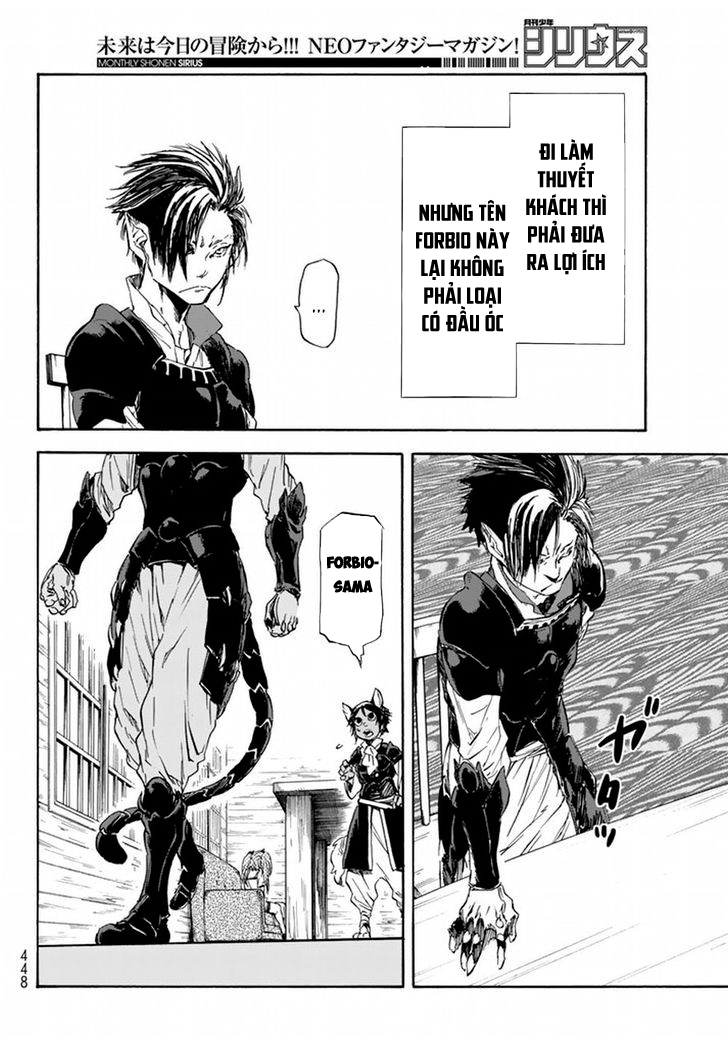 未来は今日の冒険から!!! NEOファンタジーマガジン!
月刊少年
シリウス
MONTHLY SHONEN SIRIUS
ĐI LÀM
THUYẾT
KHÁCH THÌ
PHẢI ĐƯA
RA LỢI ÍCH
NHƯNG TÊN
FORBIO NÀY
LẠI KHÔNG
PHẢI LOẠI
CÓ ĐẦU ÓC
...
ガタッ
FORBIO-
SAMA
448